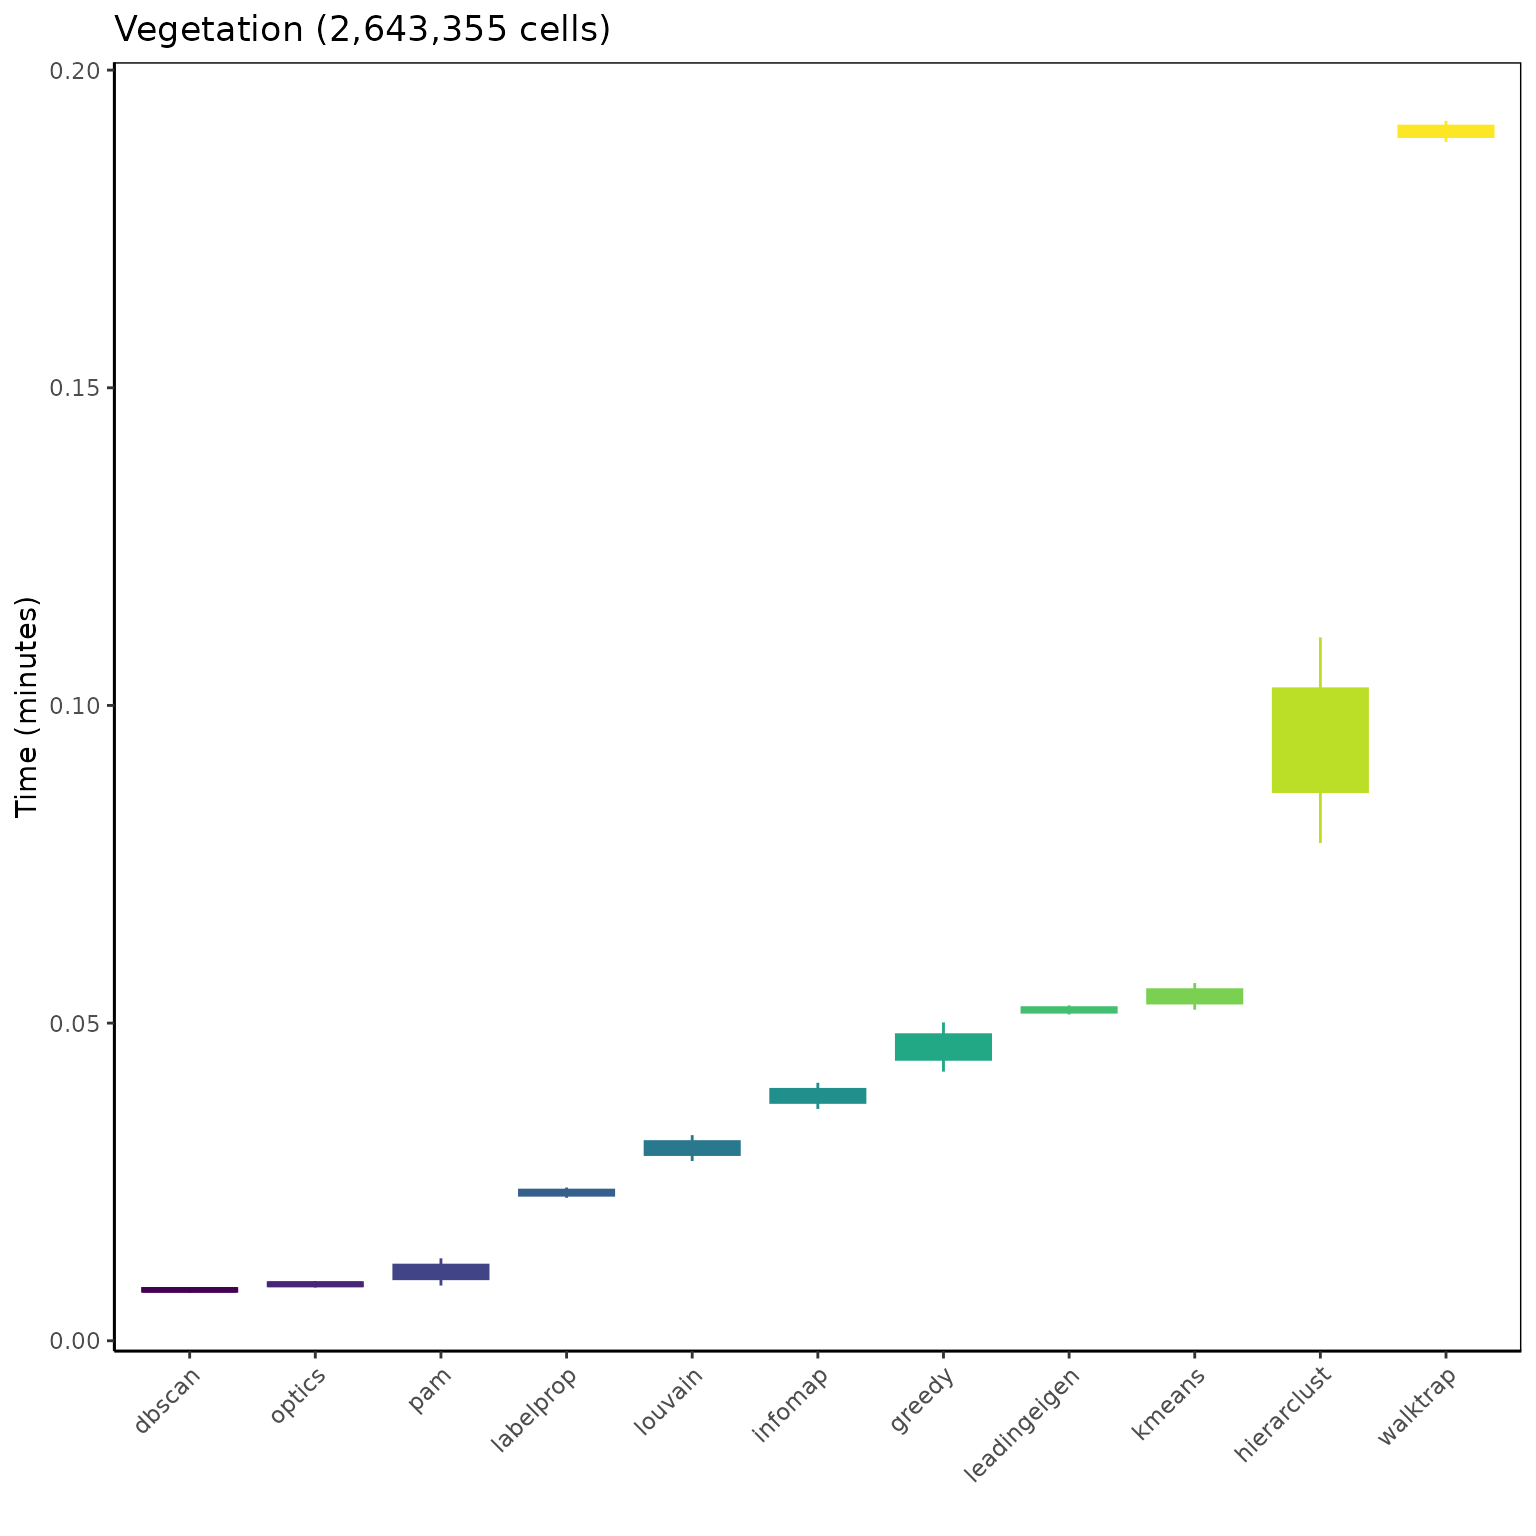 Vegetation (2,643,355 cells)
Time (minutes)
0.20
0.15
0.10
0.05
0.00
dbscan
optics
pam
labelprop
louvain
infomap
greedy
leadingeigen
kmeans
hierarclust
walktrap